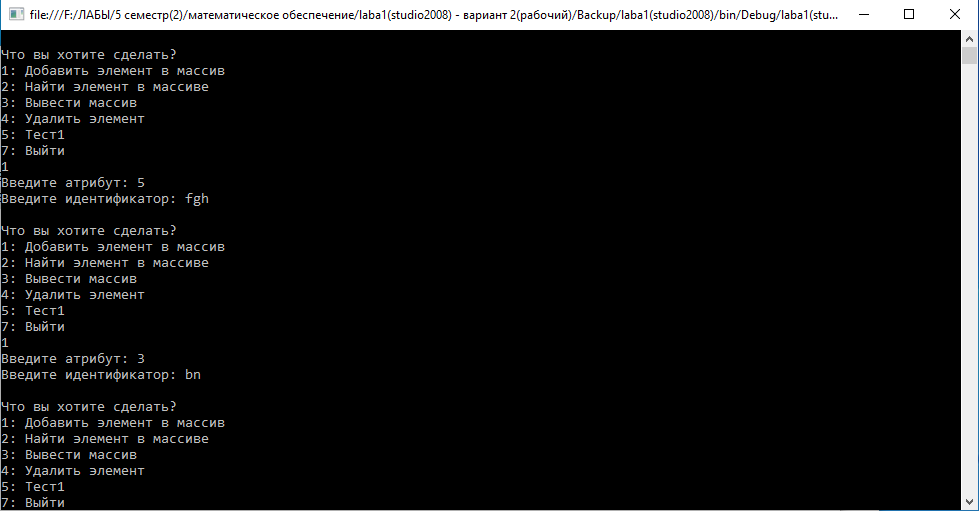 file:///F:/ЛАБЫ/5 семестр(2)/математическое обеспечение/laba1(studio2008) - вариант 2(рабочий)/Backup/laba1(studio2008)/bin/Debug/laba1(stu...
Что вы хотите сделать?
1: Добавить элемент в массив
2: Найти элемент в массиве
3: Вывести массив
4: Удалить элемент
5: Тест1
7: Выйти
1
Введите атрибут: 5
Введите идентификатор: fgh
Что вы хотите сделать?
1: Добавить элемент в массив
2: Найти элемент в массиве
3: Вывести массив
4: Удалить элемент
5: Тест1
7: Выйти
1
Введите атрибут: 3
Введите идентификатор: bn
Что вы хотите сделать?
1: Добавить элемент в массив
2: Найти элемент в массиве
3: Вывести массив
4: Удалить элемент
5: Тест1
7: Выйти